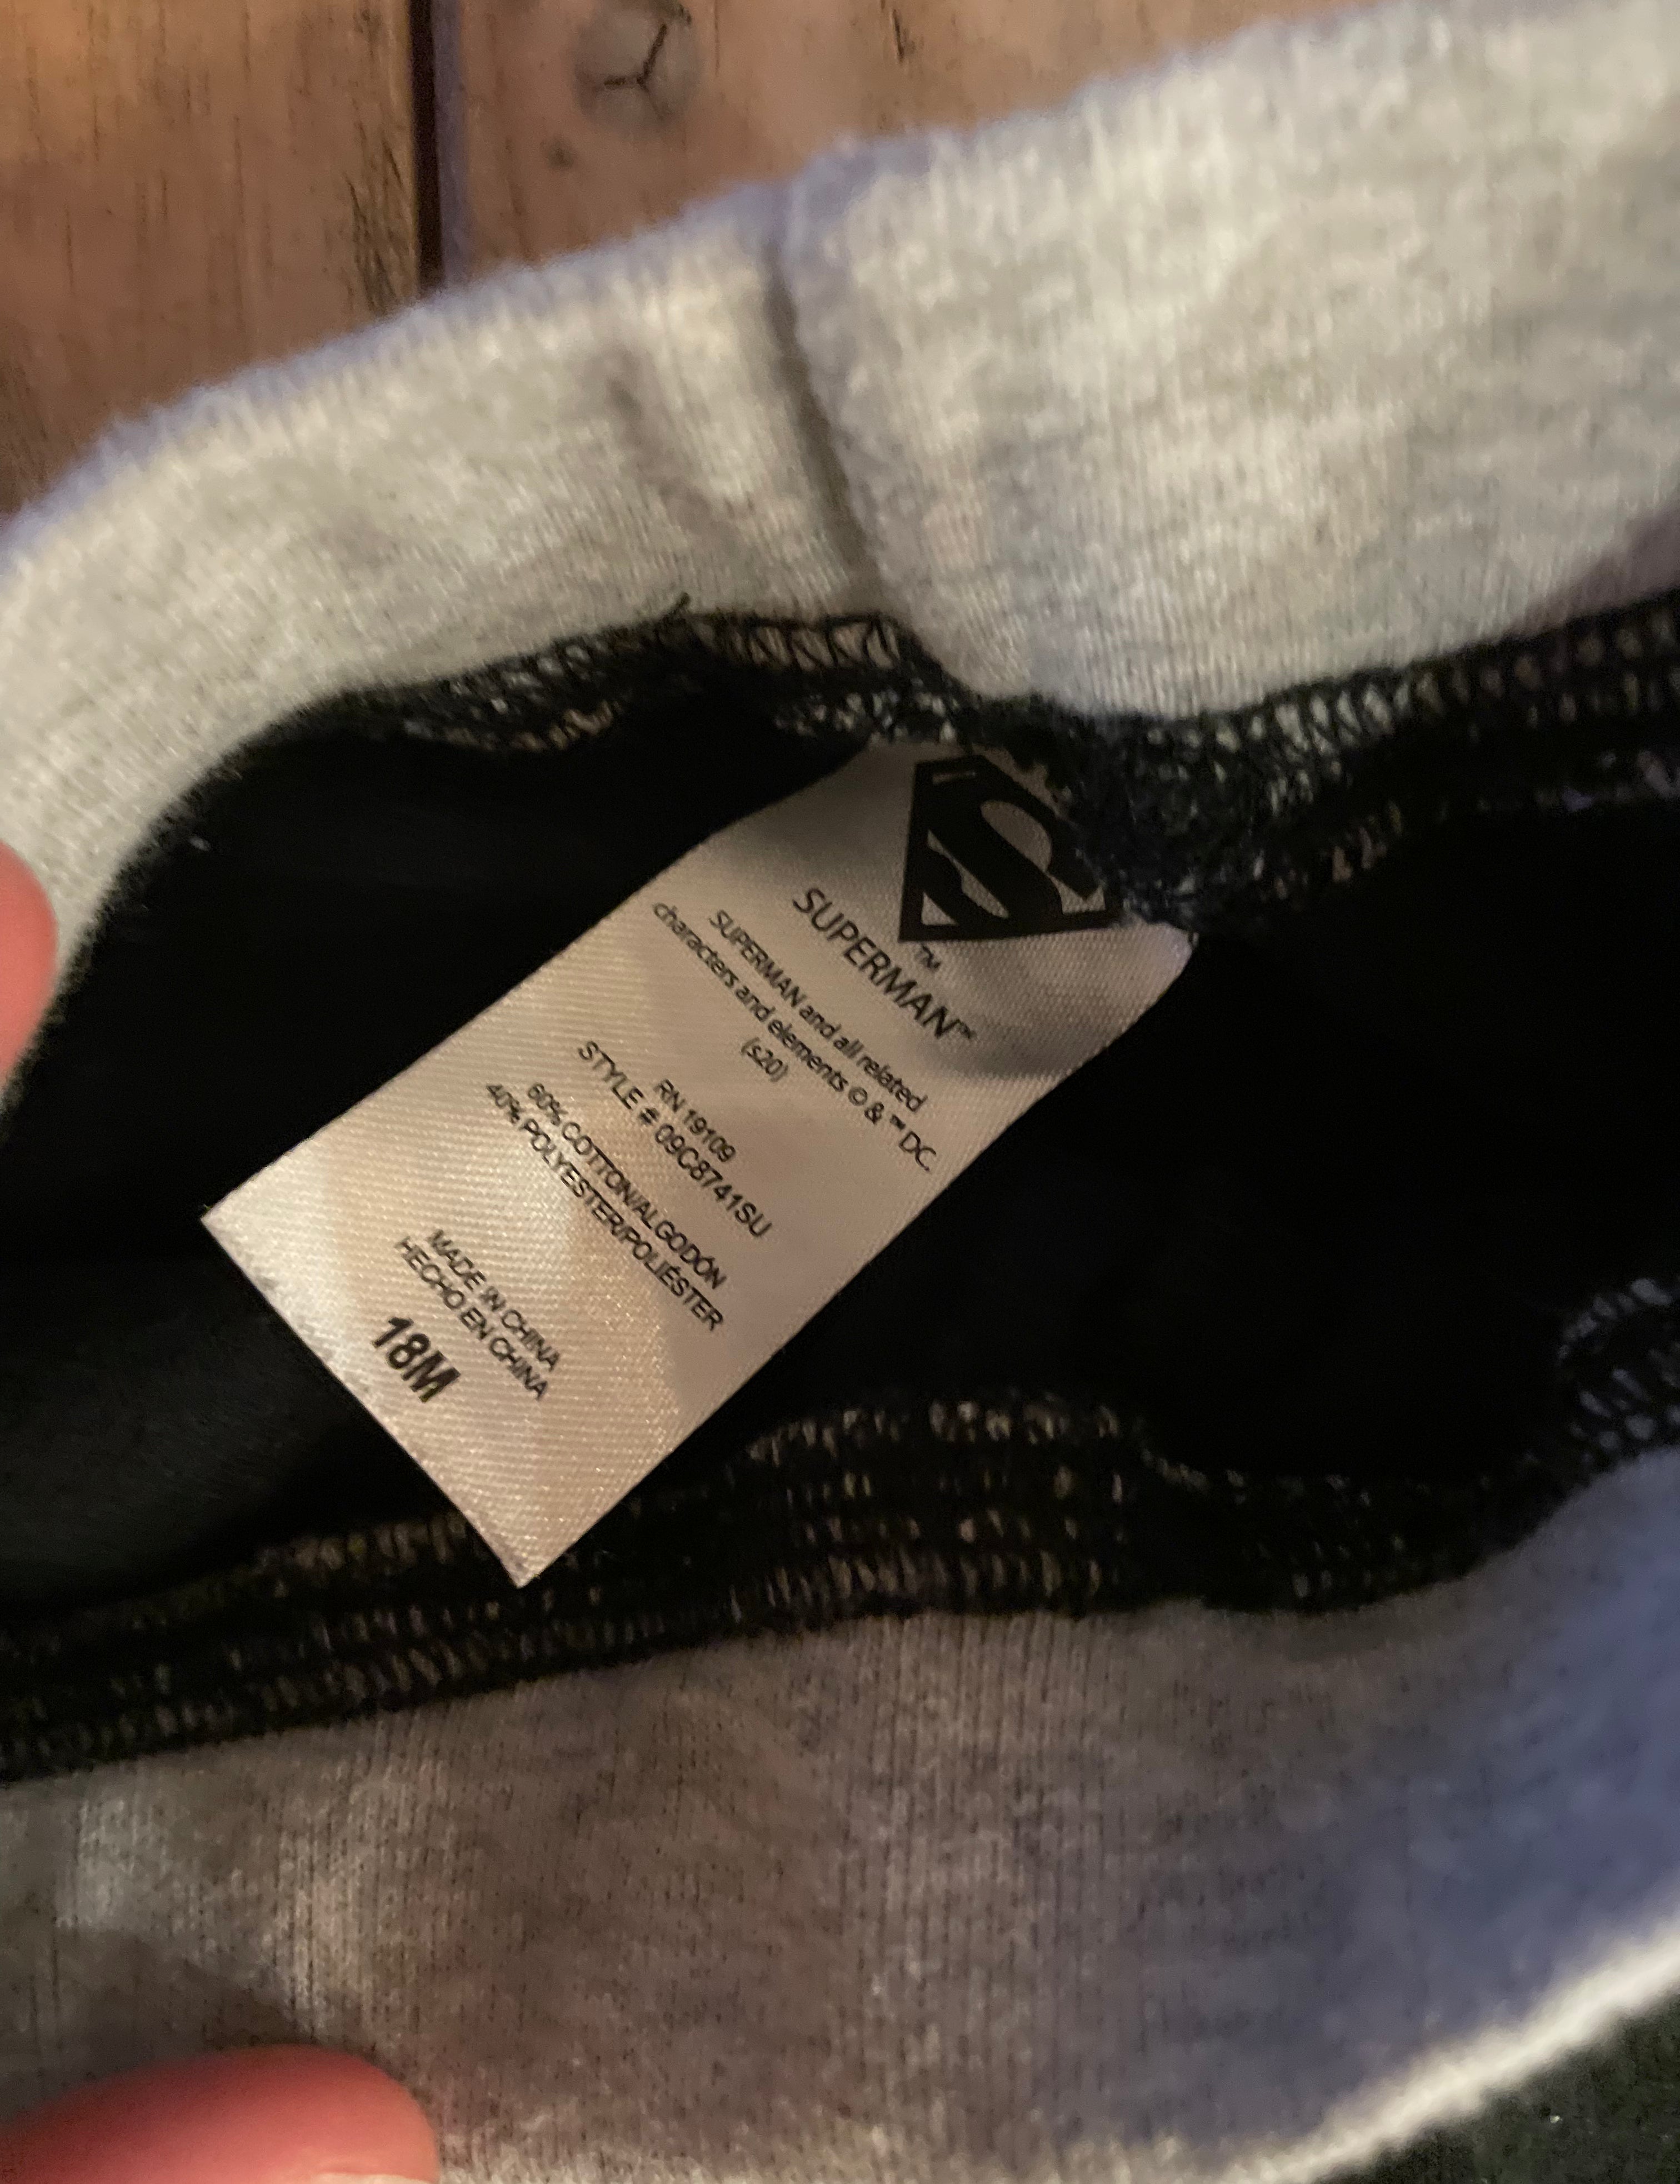 S
TM
SUPERMAN™
SUPERMAN and all related
characters and elements © & ™ DC.
(s20)
RN 19109
STYLE # 09C8741SU
60% COTTON/ALGODÓN
40% POLYESTER/POLIÉSTER
MADE IN CHINA
HECHO EN CHINA
18M